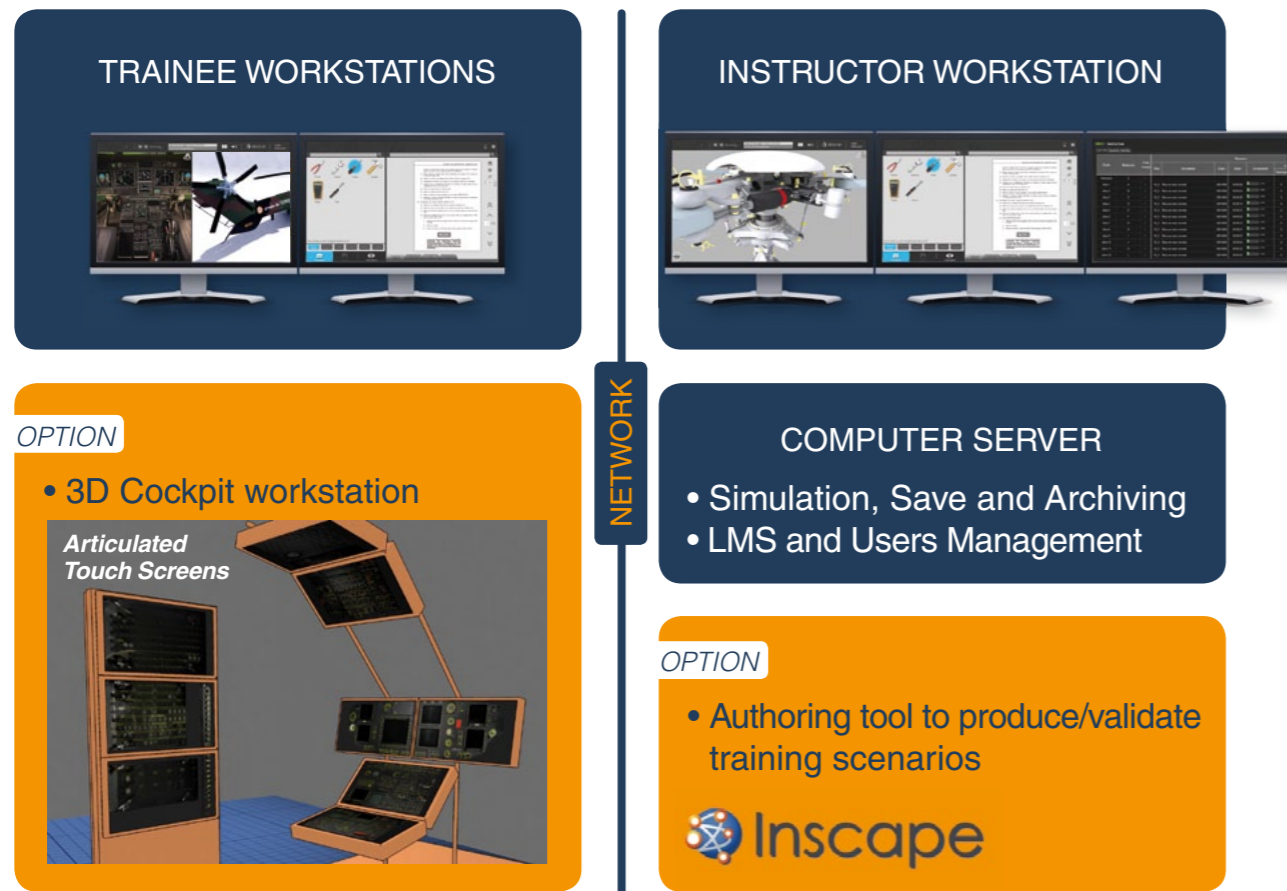 TRAINEE WORKSTATIONS
INSTRUCTOR WORKSTATION
NETWORK
OPTION
• 3D Cockpit workstation
Articulated
Touch Screens
COMPUTER SERVER
• Simulation, Save and Archiving
• LMS and Users Management
OPTION
• Authoring tool to produce/validate
training scenarios
Inscape